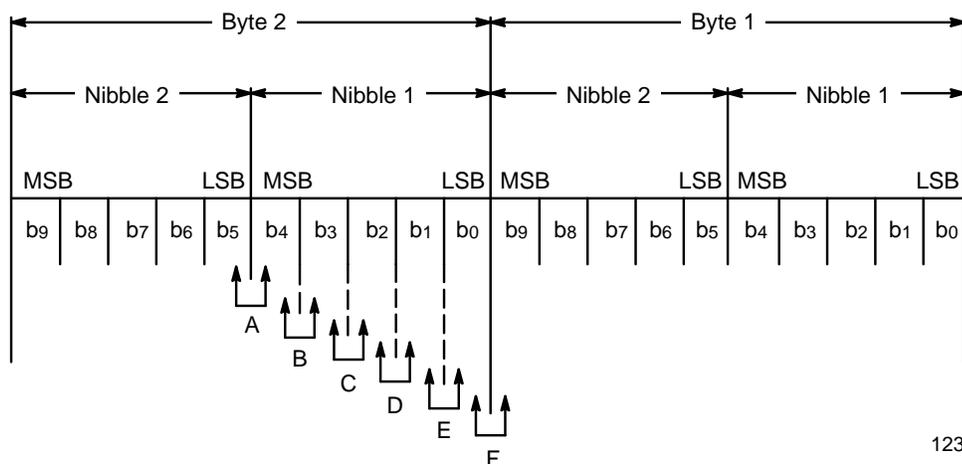 Byte 2 Byte 1
Nibble 2 Nibble 1 Nibble 2 Nibble 1
MSB LSB MSB LSB MSB LSB MSB LSB
b9 b8 b7 b6 b5 b4 b3 b2 b1 b0 b9 b8 b7 b6 b5 b4 b3 b2 b1 b0
A
B
C
D
E
F
123